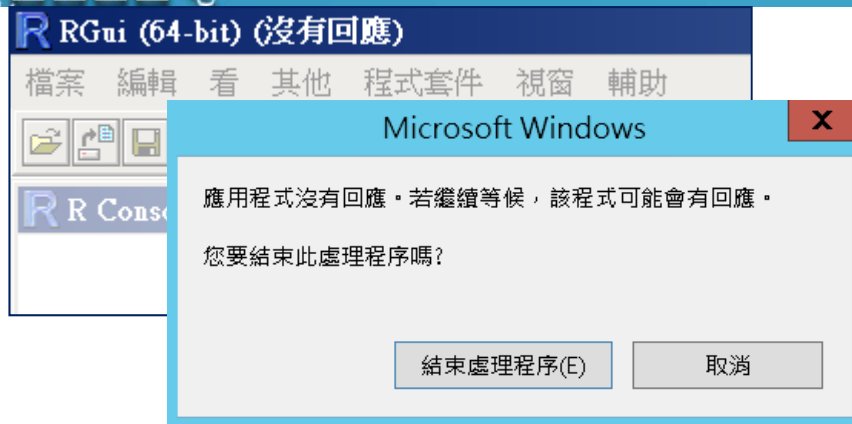 RGui (64-bit) (沒有回應)
檔案 編輯 看 其他 程式套件 視窗 輔助
Microsoft Windows
X
R Conso
應用程式沒有回應。若繼續等候，該程式可能會有回應。
您要結束此處理程序嗎?
結束處理程序(E) 取消